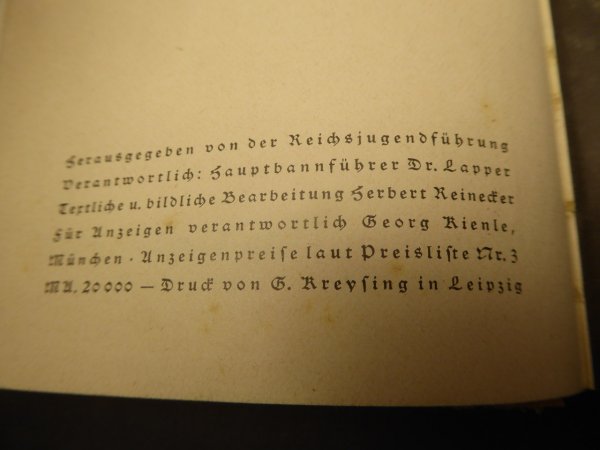 Herausgegeben von der Reichsjugendführung
Verantwortlich: Hauptbannführer Dr. Lapper
Textliche u. bildliche Bearbeitung Herbert Reinecker
Für Anzeigen verantwortlich Georg Kienle,
München · Anzeigenpreise laut Preisliste Nr. 3
MA. 20000 — Druck von G. Kreysing in Leipzig